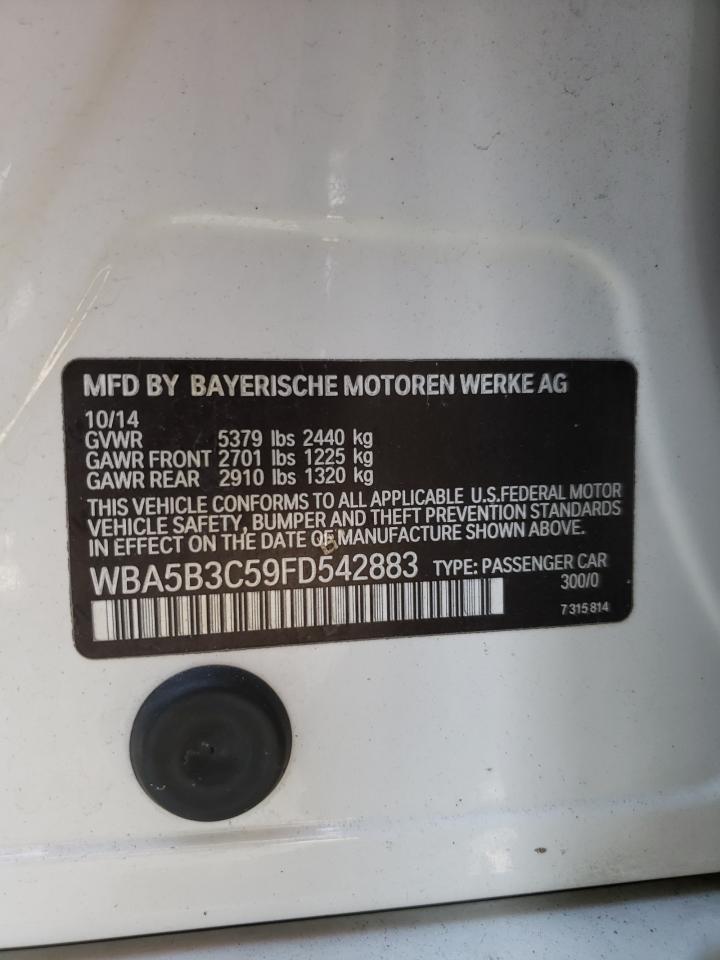 MFD BY BAYERISCHE MOTOREN WERKE AG
10/14
GVWR 5379 lbs 2440 kg
GAWR FRONT 2701 lbs 1225 kg
GAWR REAR 2910 lbs 1320 kg
THIS VEHICLE CONFORMS TO ALL APPLICABLE U.S.FEDERAL MOTOR
VEHICLE SAFETY, BUMPER AND THEFT PREVENTION STANDARDS
IN EFFECT ON THE DATE OF MANUFACTURE SHOWN ABOVE.
WBA5B3C59FD542883 TYPE: PASSENGER CAR
300/0
7 315 814